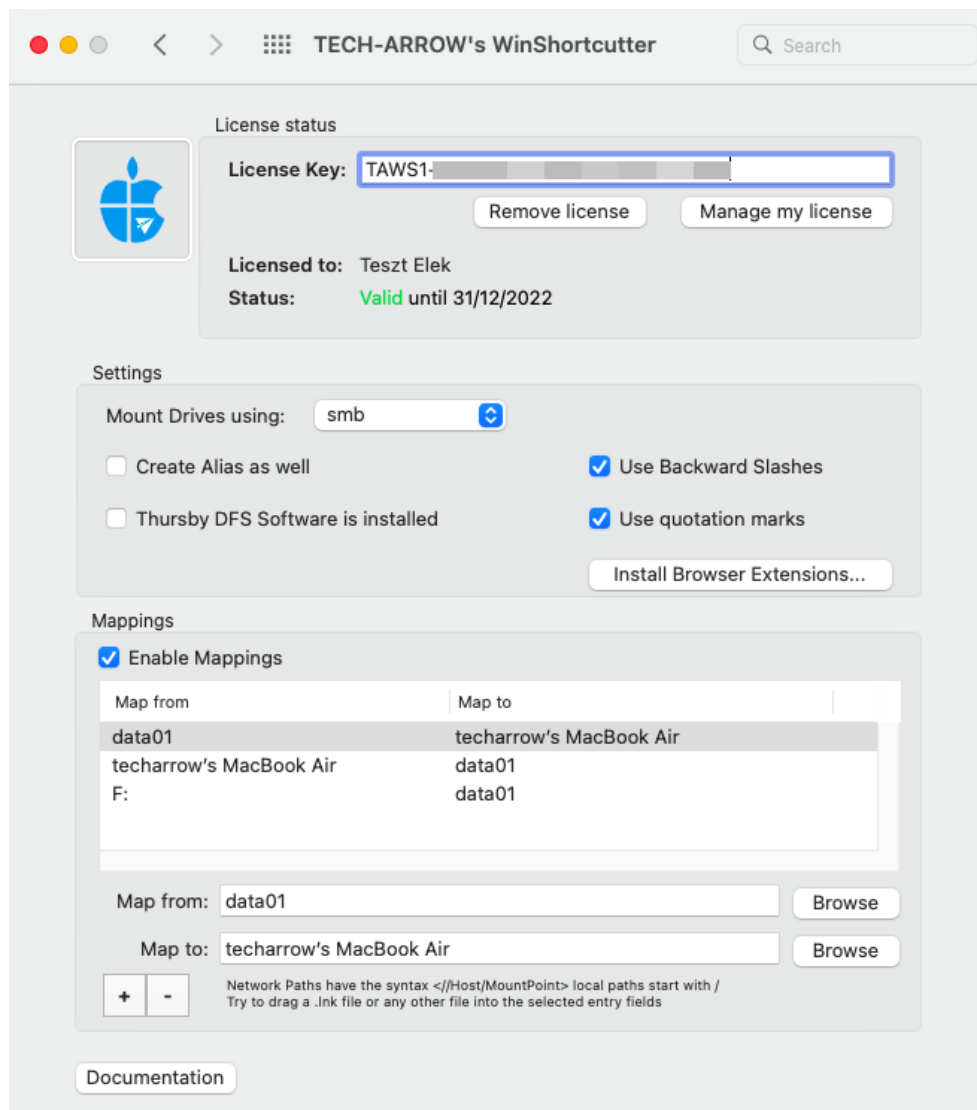 TECH-ARROW's WinShortcutter
Search
License status
License Key: TAWS1-
Remove license Manage my license
Licensed to: Teszt Elek
Status: Valid until 31/12/2022
Settings
Mount Drives using: smb
Create Alias as well Use Backward Slashes
Thursby DFS Software is installed Use quotation marks
Install Browser Extensions...
Mappings
Enable Mappings
Map from Map to
data01 techarrow's MacBook Air
techarrow's MacBook Air data01
F: data01
Map from: data01 Browse
Map to: techarrow's MacBook Air Browse
+ - Network Paths have the syntax <//Host/MountPoint> local paths start with /
Try to drag a .lnk file or any other file into the selected entry fields
Documentation